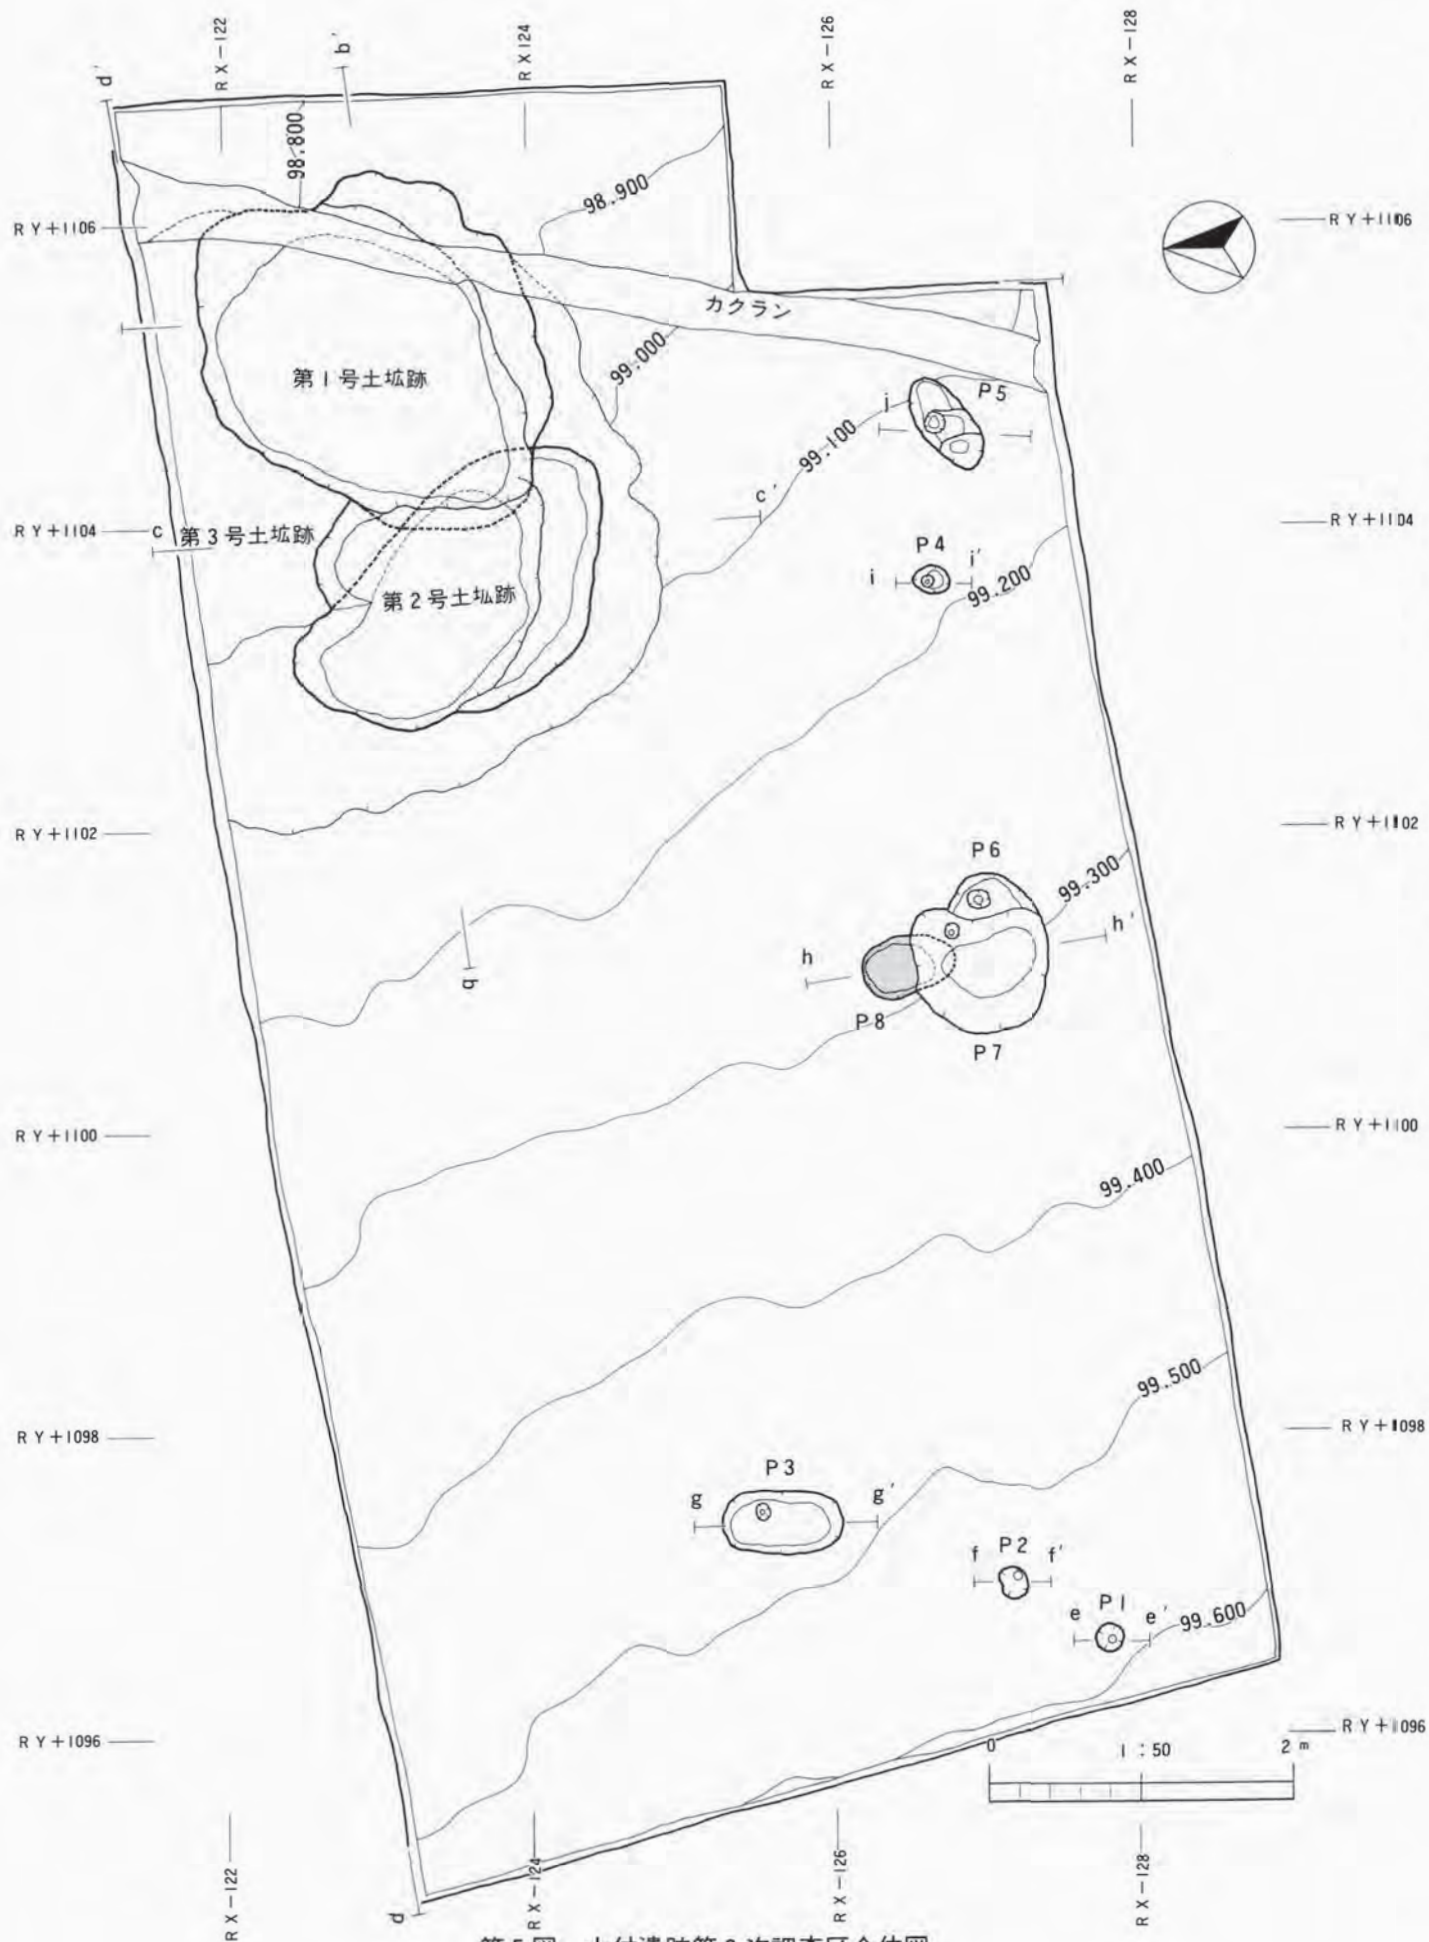 RX-122
RX124
RX-126
RX-128
d'
b'
98.800
98.900
RY+1106
RY+1106
カクラン
99.000
第1号土拡跡
P5
j
99.100
c'
RY+1104
c
第3号土拡跡
RY+1104
P4
i
i'
99.200
第2号土拡跡
RY+1102
RY+1102
P6
99.300
h
h'
b
P8
P7
RY+1100
RY+1100
99.400
99.500
RY+1098
RY+1098
P3
g
g'
f
P2
f'
e
P1
e'
99.600
RY+1096
RY+1096
0
1:50
2m
RX-122
RX-124
RX-126
RX-128
d